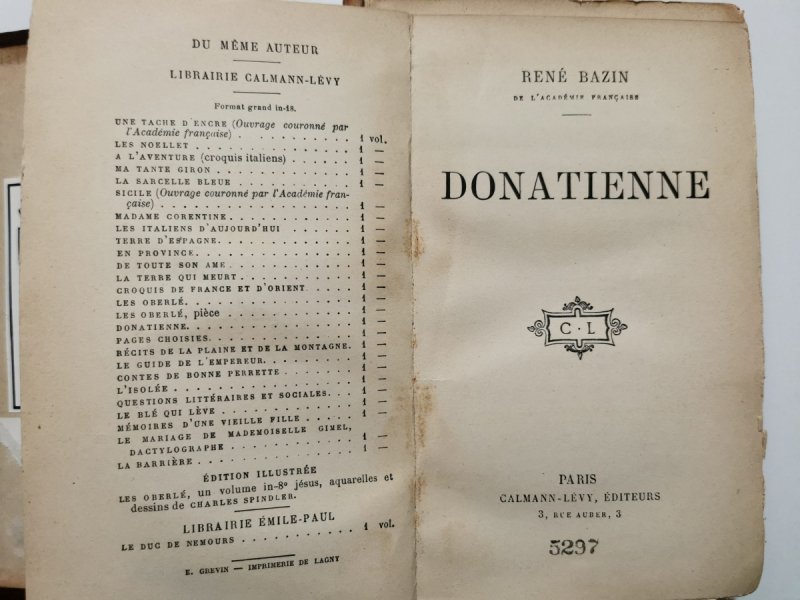 DU MÊME AUTEUR
LIBRAIRIE CALMANN-LÉVY
Format grand in-18.
UNE TACHE D'ENCRE (Ouvrage couronné par
l'Académie française) . . . . . . . . . . 1 vol.
LES NOELLET . . . . . . . . . . . . . . . 1 —
A L'AVENTURE (croquis italiens) . . . . . . 1 —
MA TANTE GIRON . . . . . . . . . . . . . 1 —
LA SARCELLE BLEUE . . . . . . . . . . . . 1 —
SICILE (Ouvrage couronné par l'Académie fran-
çaise) . . . . . . . . . . . . . . . . . 1 —
MADAME CORENTINE . . . . . . . . . . . . 1 —
LES ITALIENS D'AUJOURD'HUI . . . . . . . . 1 —
TERRE D'ESPAGNE . . . . . . . . . . . . . 1 —
EN PROVINCE . . . . . . . . . . . . . . . 1 —
DE TOUTE SON AME . . . . . . . . . . . . 1 —
LA TERRE QUI MEURT . . . . . . . . . . . 1 —
CROQUIS DE FRANCE ET D'ORIENT . . . . . . 1 —
LES OBERLÉ . . . . . . . . . . . . . . . 1 —
LES OBERLÉ, pièce . . . . . . . . . . . . 1 —
DONATIENNE . . . . . . . . . . . . . . . 1 —
PAGES CHOISIES . . . . . . . . . . . . . 1 —
RÉCITS DE LA PLAINE ET DE LA MONTAGNE . 1 —
LE GUIDE DE L'EMPEREUR . . . . . . . . . 1 —
CONTES DE BONNE PERRETTE . . . . . . . . 1 —
L'ISOLÉE . . . . . . . . . . . . . . . . 1 —
QUESTIONS LITTÉRAIRES ET SOCIALES . . . 1 —
LE BLÉ QUI LÈVE . . . . . . . . . . . . . 1 —
MÉMOIRES D'UNE VIEILLE FILLE . . . . . . 1 —
LE MARIAGE DE MADEMOISELLE GIMEL,
DACTYLOGRAPHE . . . . . . . . . . . . . 1 —
LA BARRIÈRE . . . . . . . . . . . . . . . 1 —
ÉDITION ILLUSTRÉE
LES OBERLÉ, un volume in-8º jésus, aquarelles et
dessins de CHARLES SPINDLER.
LIBRAIRIE ÉMILE-PAUL
LE DUC DE NEMOURS . . . . . . . . . . . 1 vol.
E. GREVIN — IMPRIMERIE DE LAGNY
RENÉ BAZIN
DE L'ACADÉMIE FRANÇAISE
DONATIENNE
C·L
PARIS
CALMANN-LÉVY, ÉDITEURS
3, RUE AUBER, 3
5297